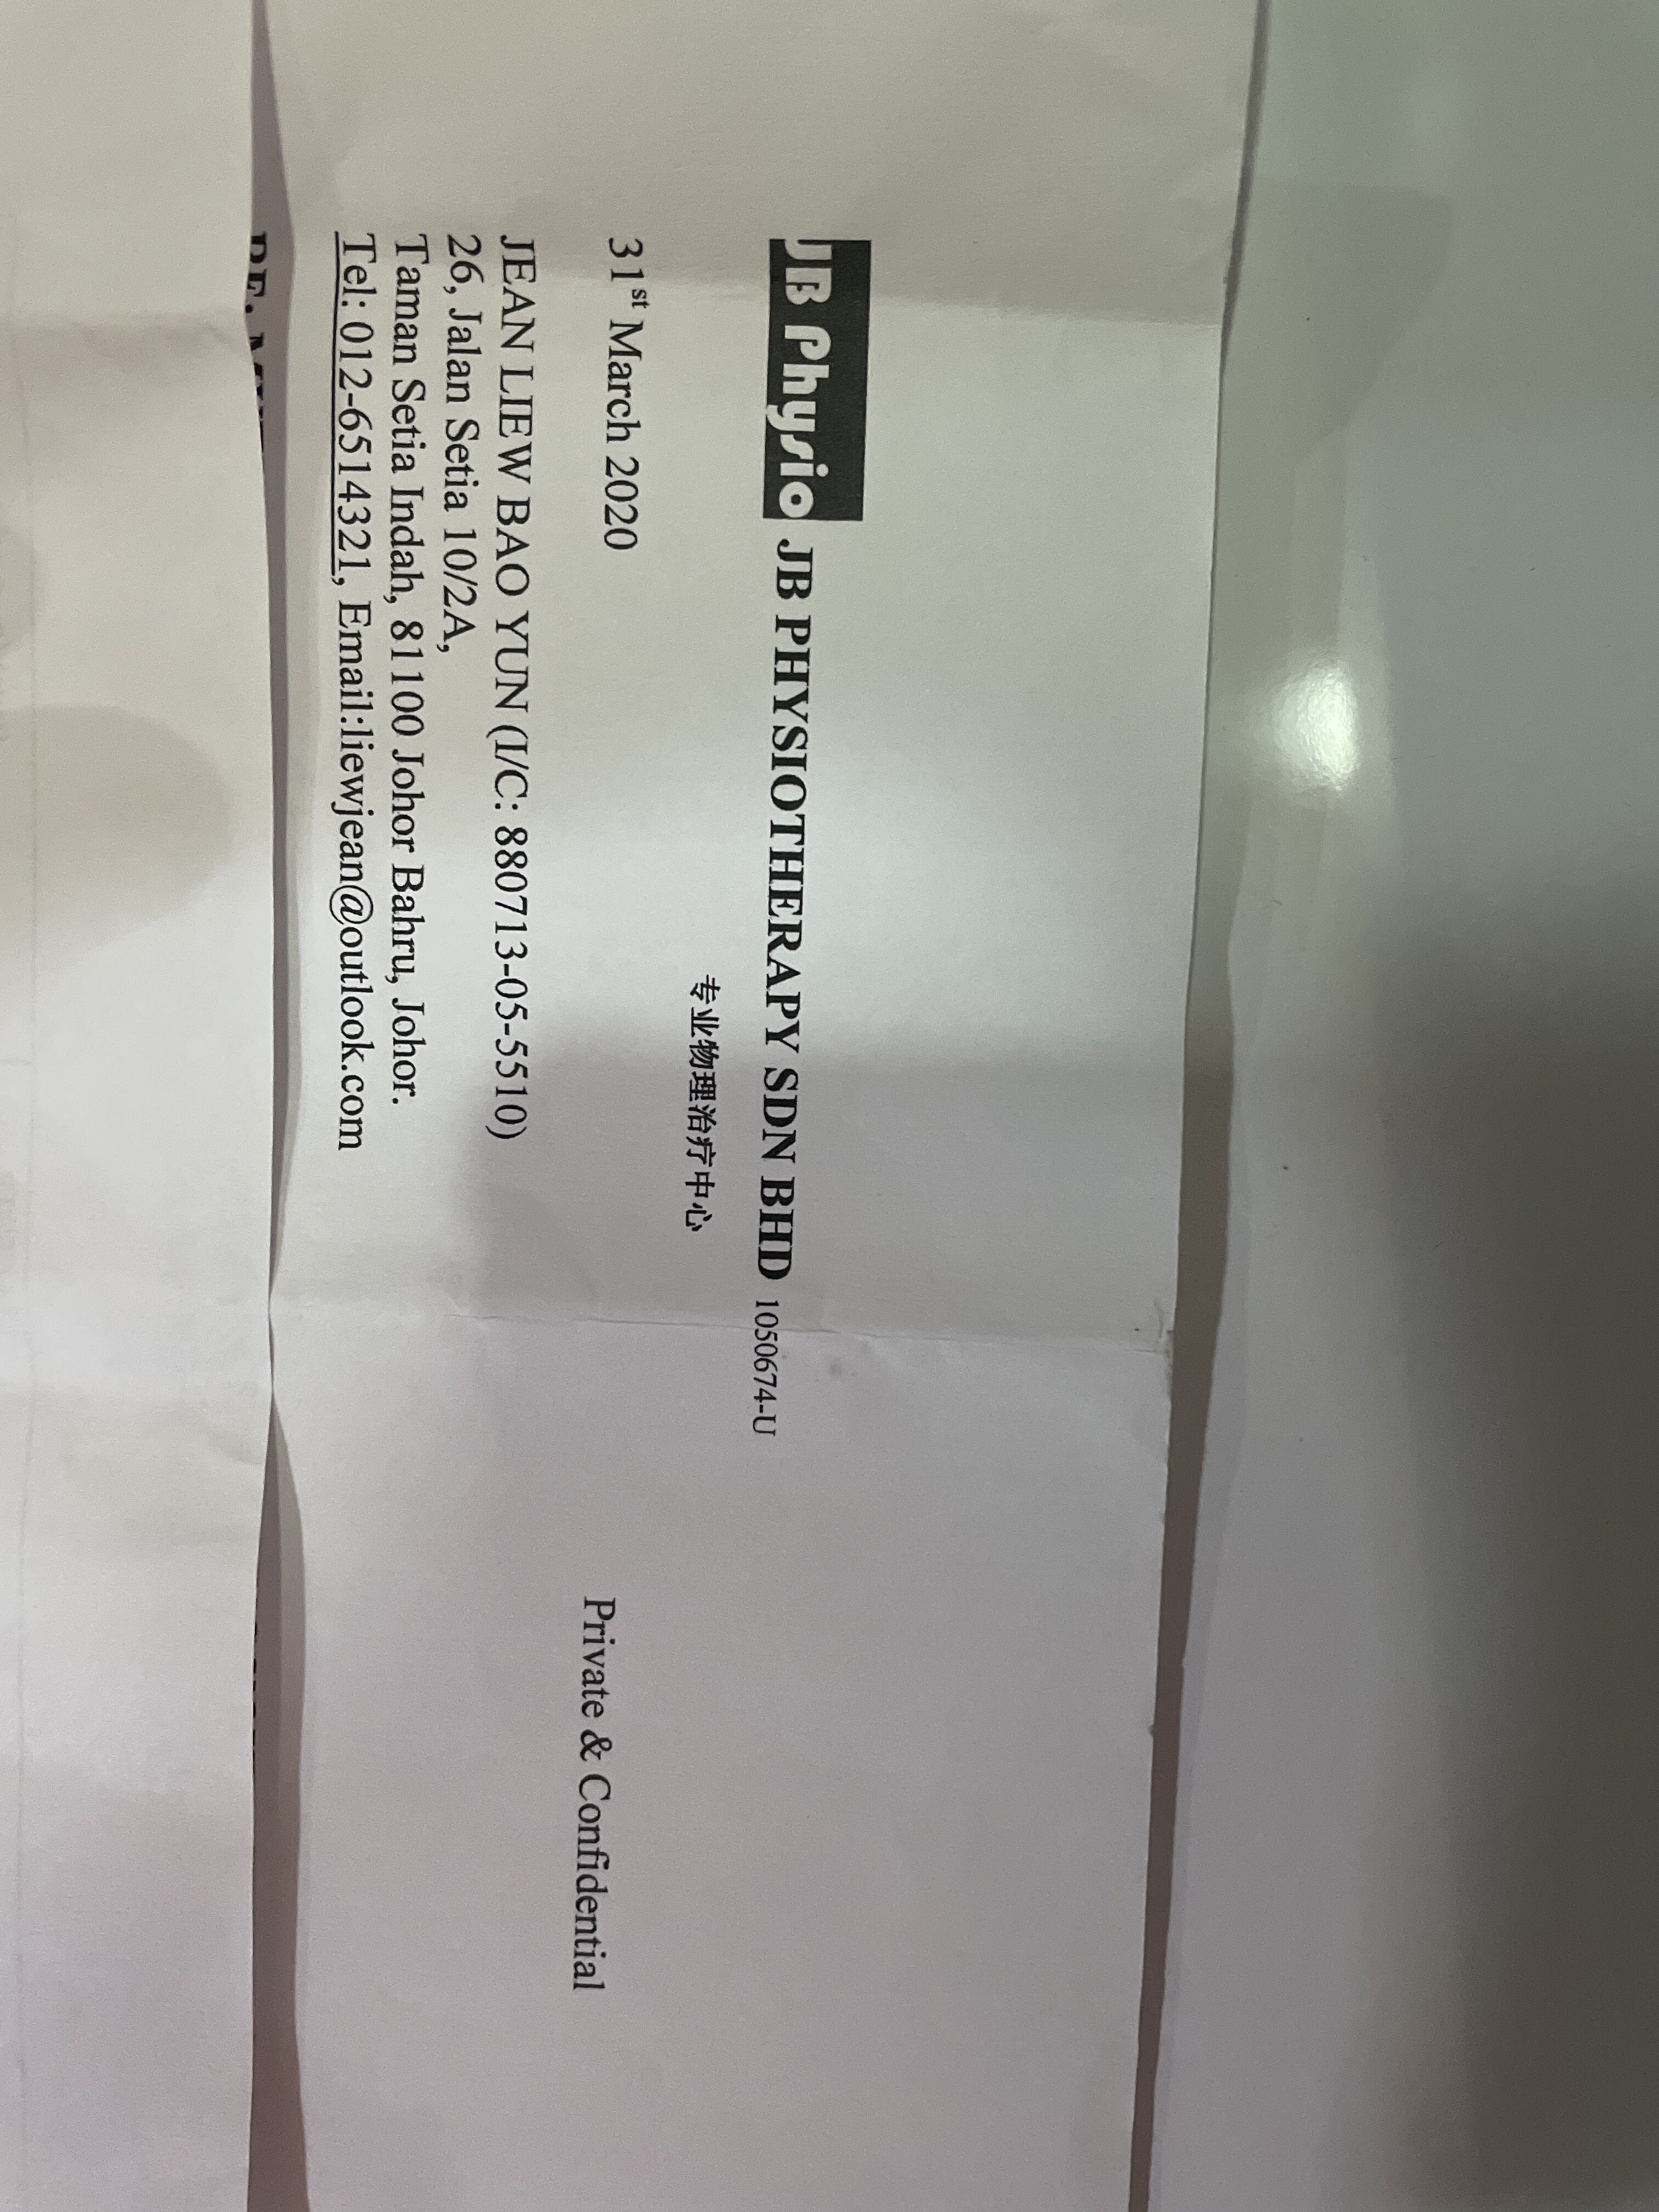 JB Physio JB PHYSIOTHERAPY SDN BHD 1050674-U
专业物理治疗中心
31st March 2020
Private & Confidential
JEAN LIEW BAO YUN (I/C: 880713-05-5510)
26, Jalan Setia 10/2A,
Taman Setia Indah, 81100 Johor Bahru, Johor.
Tel: 012-6514321, Email:liewjean@outlook.com